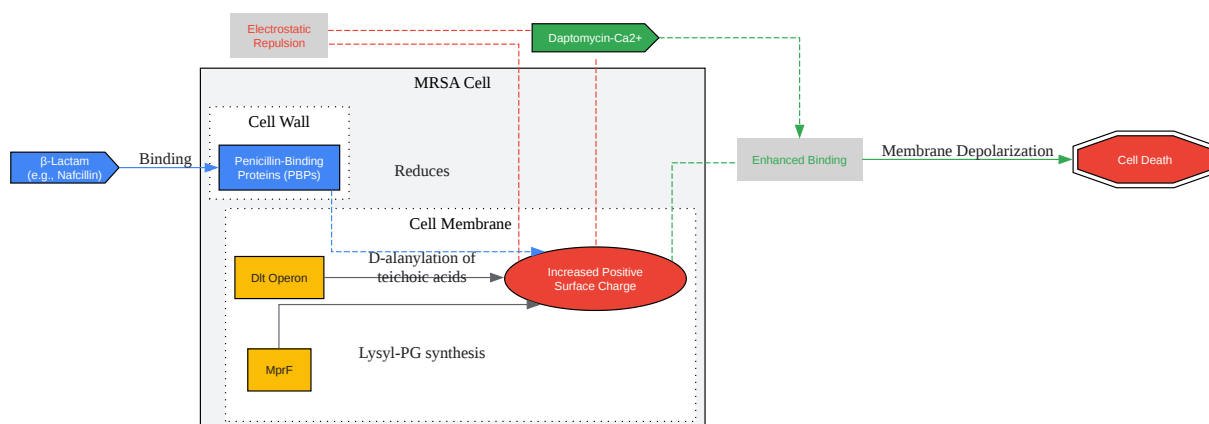 Electrostatic
Repulsion
Daptomycin-Ca2+
MRSA Cell
Cell Wall
β-Lactam
(e.g., Nafcillin)
Binding
Penicillin-Binding
Proteins (PBPs)
Reduces
Enhanced Binding
Membrane Depolarization
Cell Death
Cell Membrane
Dlt Operon
D-alanylation of
teichoic acids
Increased Positive
Surface Charge
Lysyl-PG synthesis
MprF